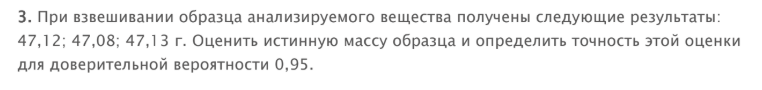 3. При взвешивании образца анализируемого вещества получены следующие результаты:
47,12; 47,08; 47,13 г. Оценить истинную массу образца и определить точность этой оценки
для доверительной вероятности 0,95.